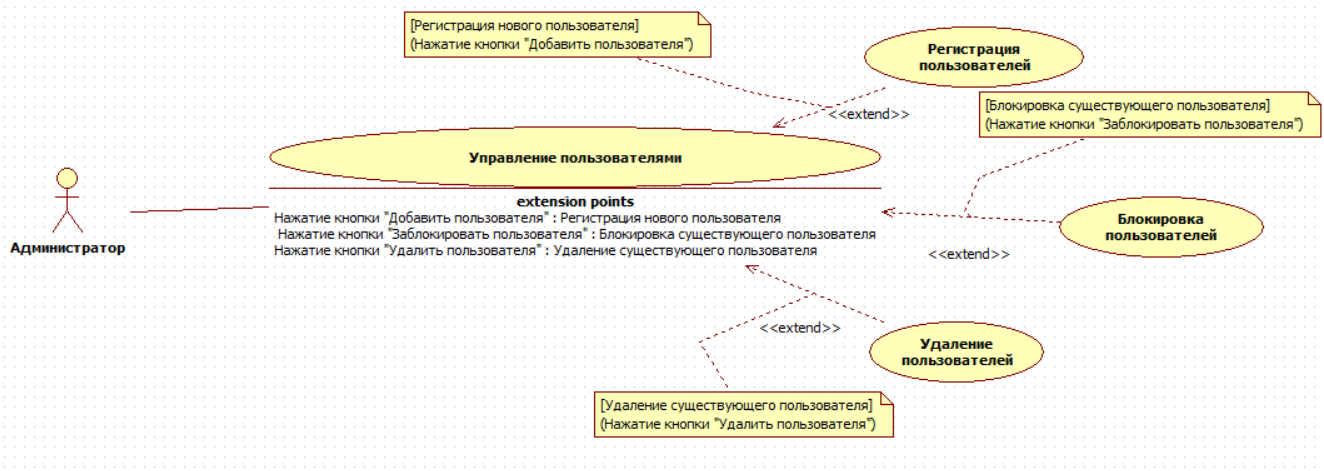 [Регистрация нового пользователя]
(Нажатие кнопки "Добавить пользователя")
Регистрация
пользователей
<<extend>>
[Блокировка существующего пользователя]
(Нажатие кнопки "Заблокировать пользователя")
Управление пользователями
extension points
Нажатие кнопки "Добавить пользователя" : Регистрация нового пользователя
Нажатие кнопки "Заблокировать пользователя" : Блокировка существующего пользователя
Нажатие кнопки "Удалить пользователя" : Удаление существующего пользователя
Администратор
Блокировка
пользователей
<<extend>>
<<extend>>
Удаление
пользователей
[Удаление существующего пользователя]
(Нажатие кнопки "Удалить пользователя")